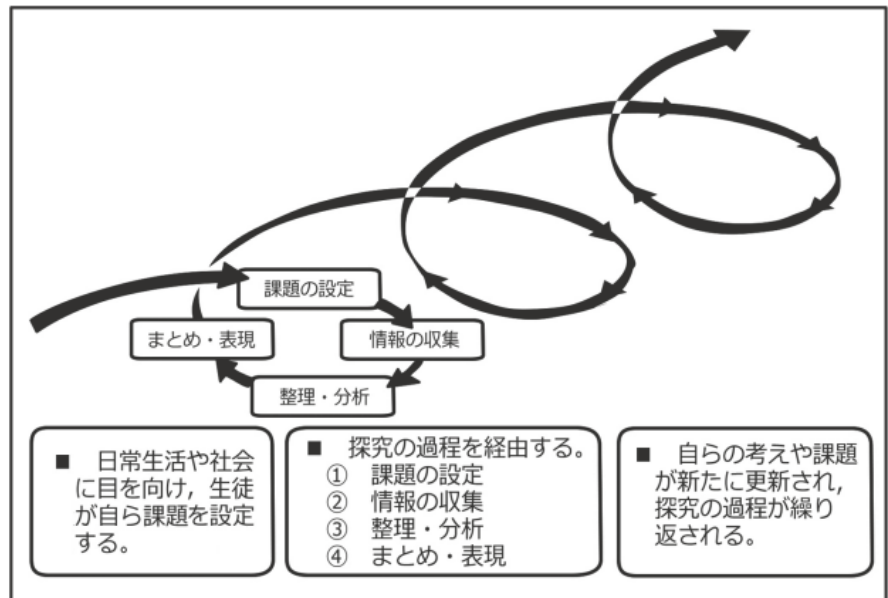 課題の設定
まとめ・表現
情報の収集
整理・分析
■ 日常生活や社会
に目を向け，生徒
が自ら課題を設定
する。
■ 探究の過程を経由する。
① 課題の設定
② 情報の収集
③ 整理・分析
④ まとめ・表現
■ 自らの考えや課題
が新たに更新され，
探究の過程が繰り
返される。